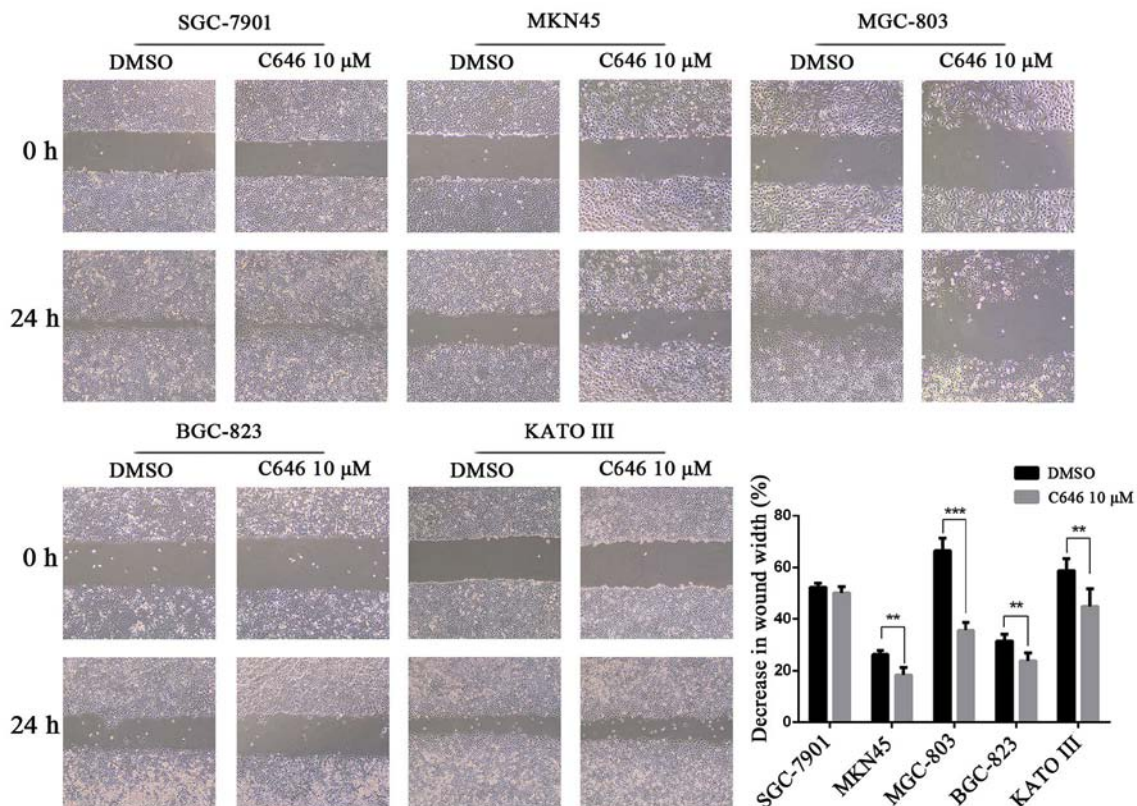 SGC-7901 MKN45 MGC-803
DMSO C646 10 μM DMSO C646 10 μM DMSO C646 10 μM
0 h
24 h
BGC-823 KATO III
DMSO C646 10 μM DMSO C646 10 μM
0 h
24 h
DMSO
C646 10 μM
Decrease in wound width (%)
80
60
40
20
0
** *** ** **
SGC-7901 MKN45 MGC-803 BGC-823 KATO III